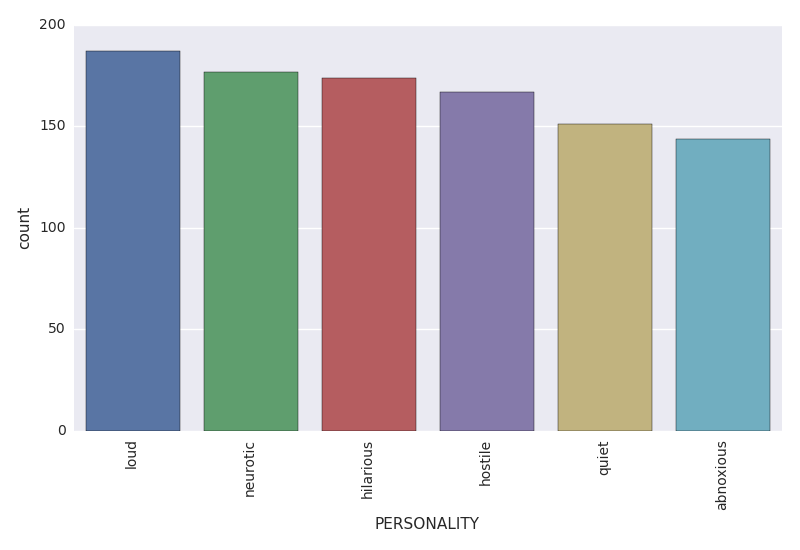 200
150
100
50
0
count
loud
neurotic
hilarious
hostile
quiet
abnoxious
PERSONALITY